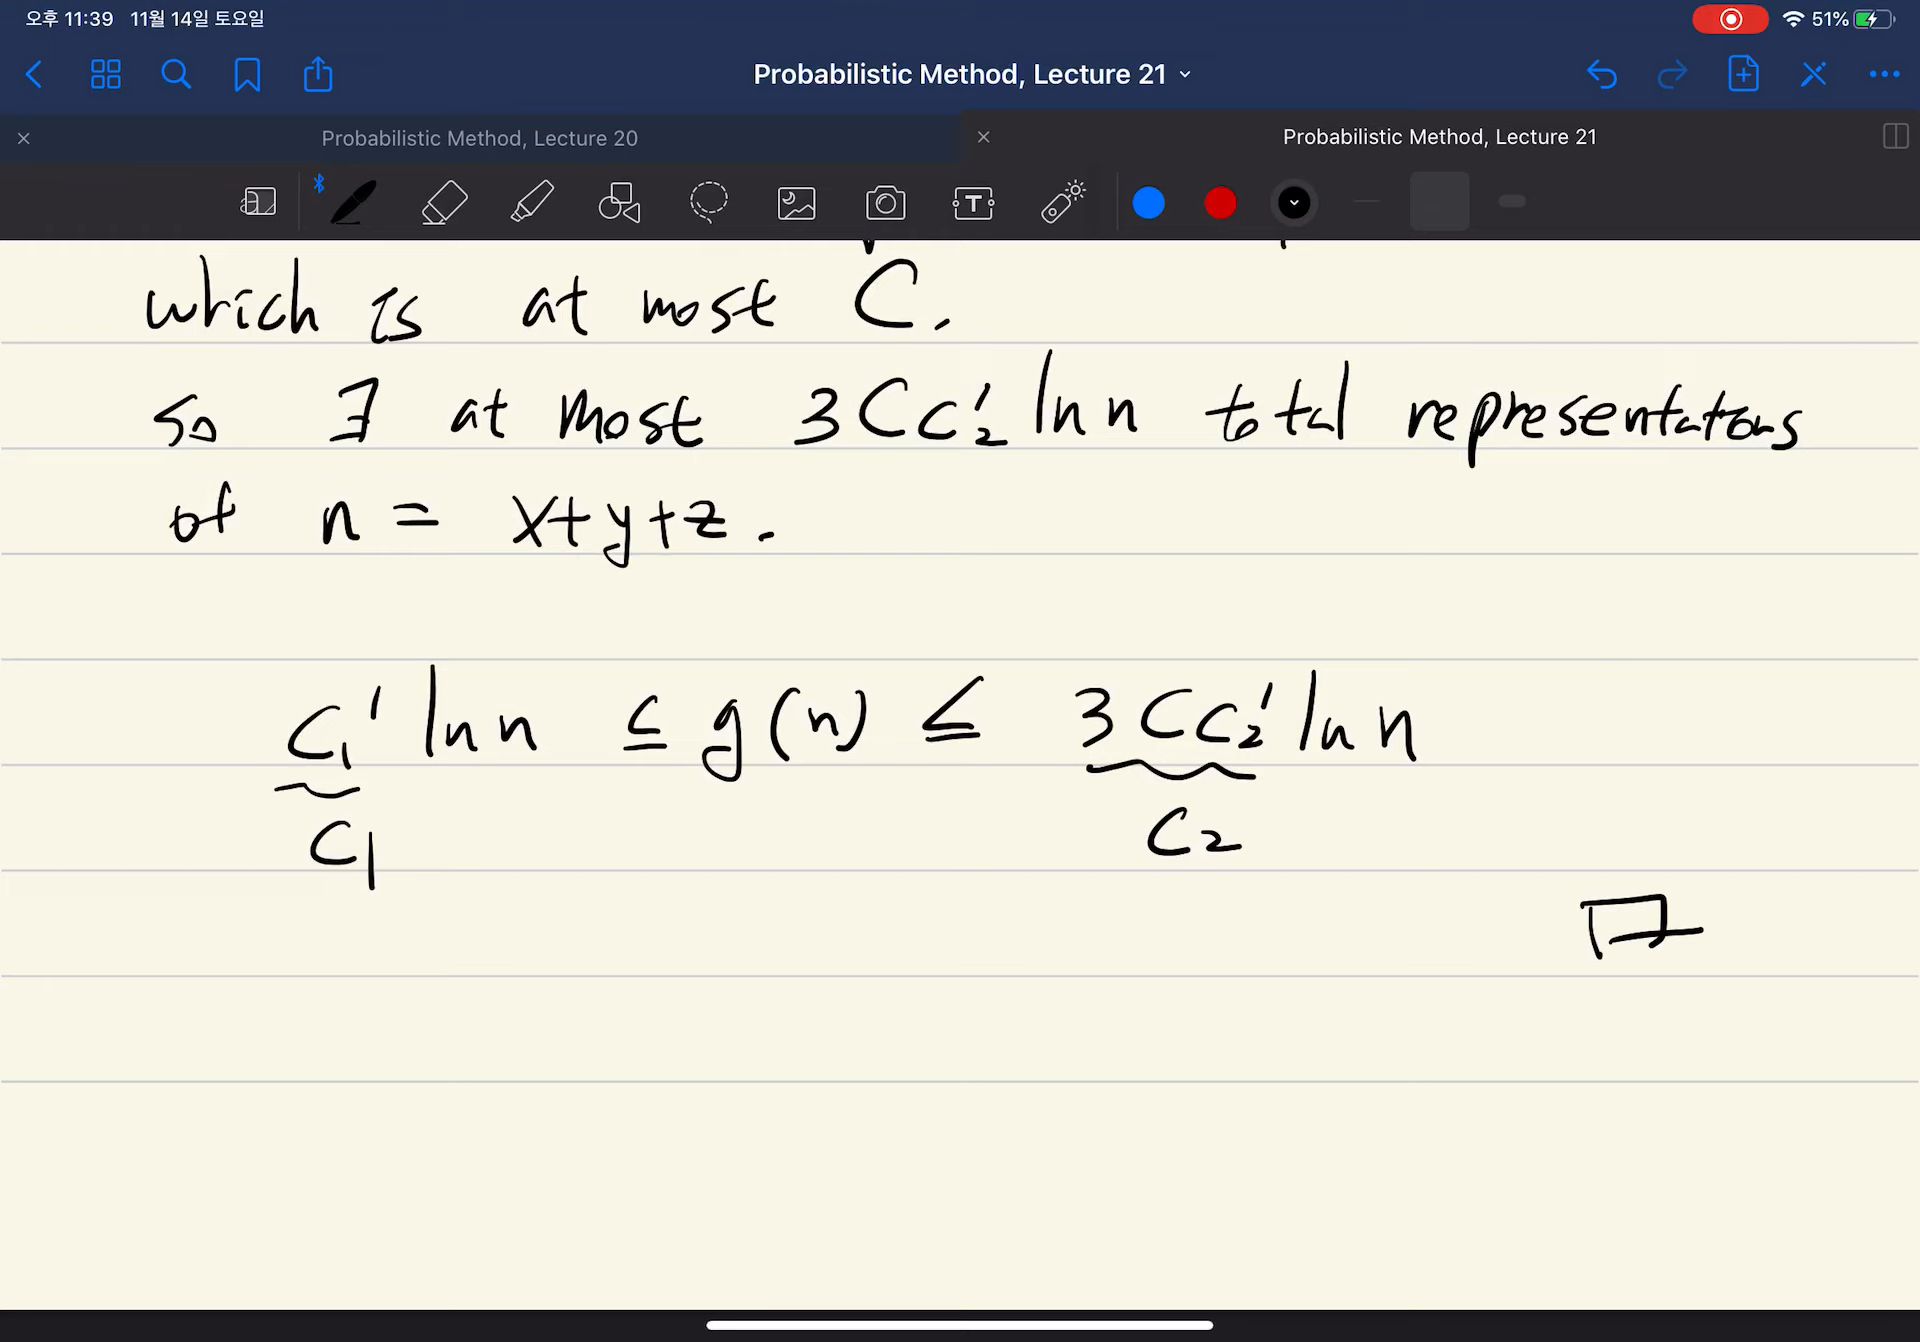 오후 11:39 11월 14일 토요일 51%
Probabilistic Method, Lecture 21
Probabilistic Method, Lecture 20 Probabilistic Method, Lecture 21
which is at most C.
so ∃ at most 3Cc₂' ln n total representations
of n = x+y+z.
c₁' ln n ≤ g(n) ≤ 3Cc₂' ln n
c₁ c₂